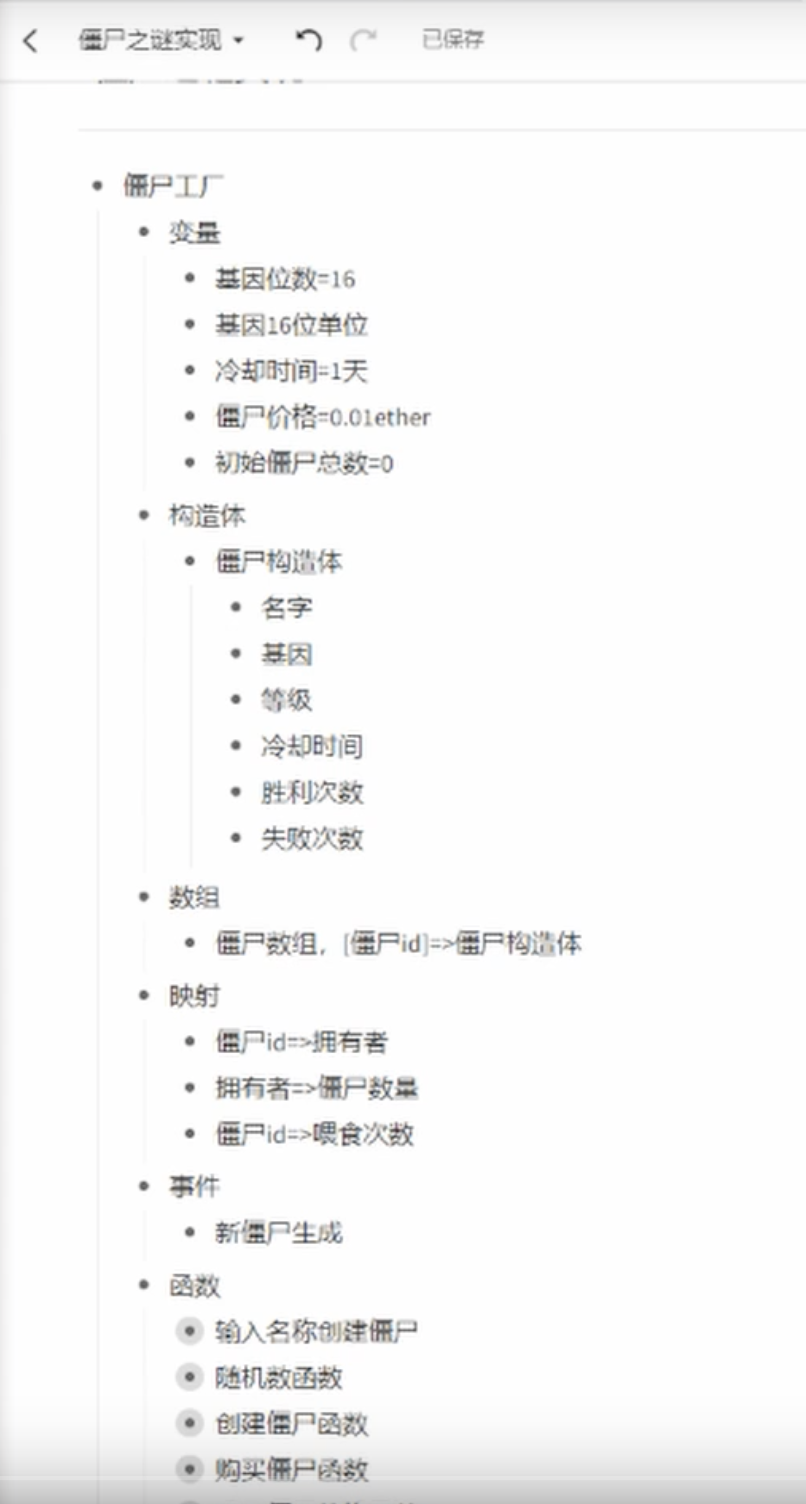 僵尸之谜实现
已保存
僵尸工厂
变量
基因位数=16
基因16位单位
冷却时间=1天
僵尸价格=0.01ether
初始僵尸总数=0
构造体
僵尸构造体
名字
基因
等级
冷却时间
胜利次数
失败次数
数组
僵尸数组，[僵尸id]=>僵尸构造体
映射
僵尸id=>拥有者
拥有者=>僵尸数量
僵尸id=>喂食次数
事件
新僵尸生成
函数
输入名称创建僵尸
随机数函数
创建僵尸函数
购买僵尸函数